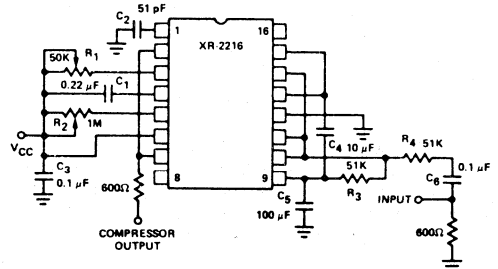 C2 51 pF
1
XR-2216
16
50K R1
0.22 µF C1
R2 1M
VCC
C3
0.1 µF
8
9
600Ω
COMPRESSOR
OUTPUT
C4 10 µF
R4 51K
51K
R3
0.1 µF
C6
C5
100 µF
INPUT
600Ω